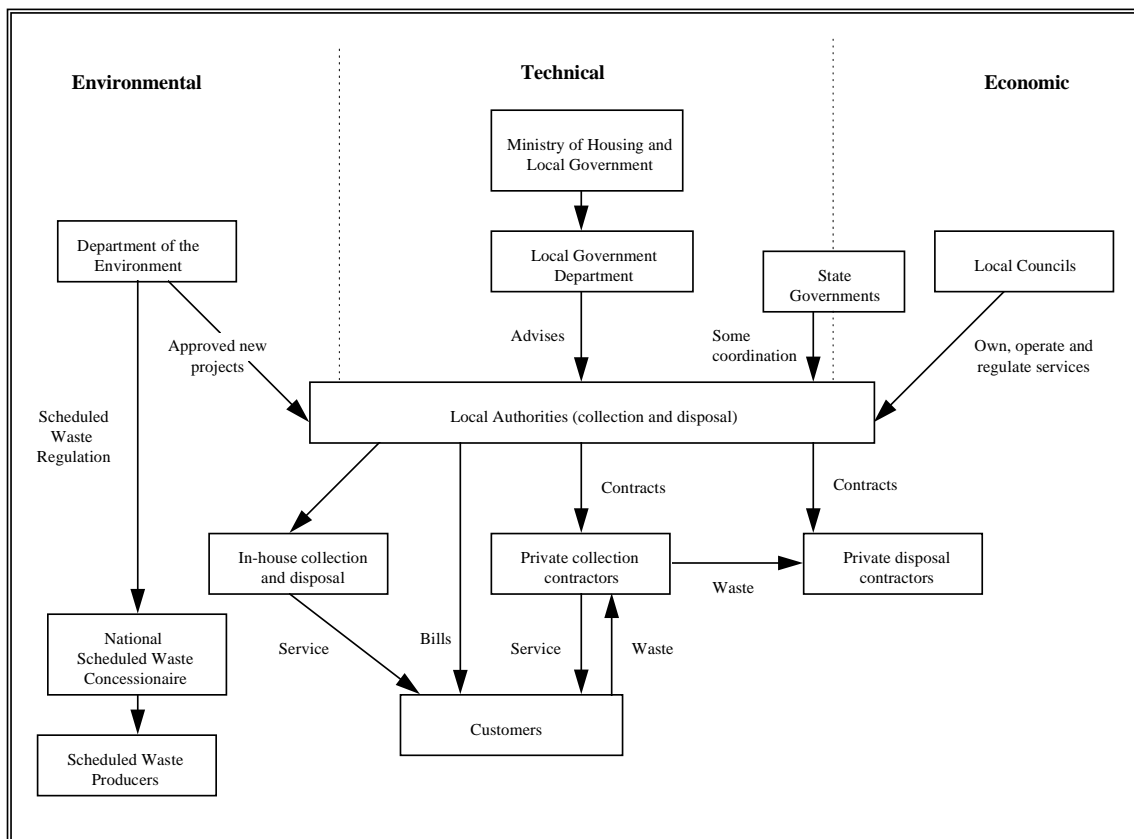 Environmental
Technical
Economic
Ministry of Housing and
Local Government
Department of the
Environment
Local Government
Department
State
Governments
Local Councils
Approved new
projects
Advises
Some
coordination
Own, operate and
regulate services
Local Authorities (collection and disposal)
Scheduled
Waste
Regulation
Contracts
Contracts
In-house collection
and disposal
Private collection
contractors
Waste
Private disposal
contractors
National
Scheduled Waste
Concessionaire
Service
Bills
Service
Waste
Customers
Scheduled Waste
Producers